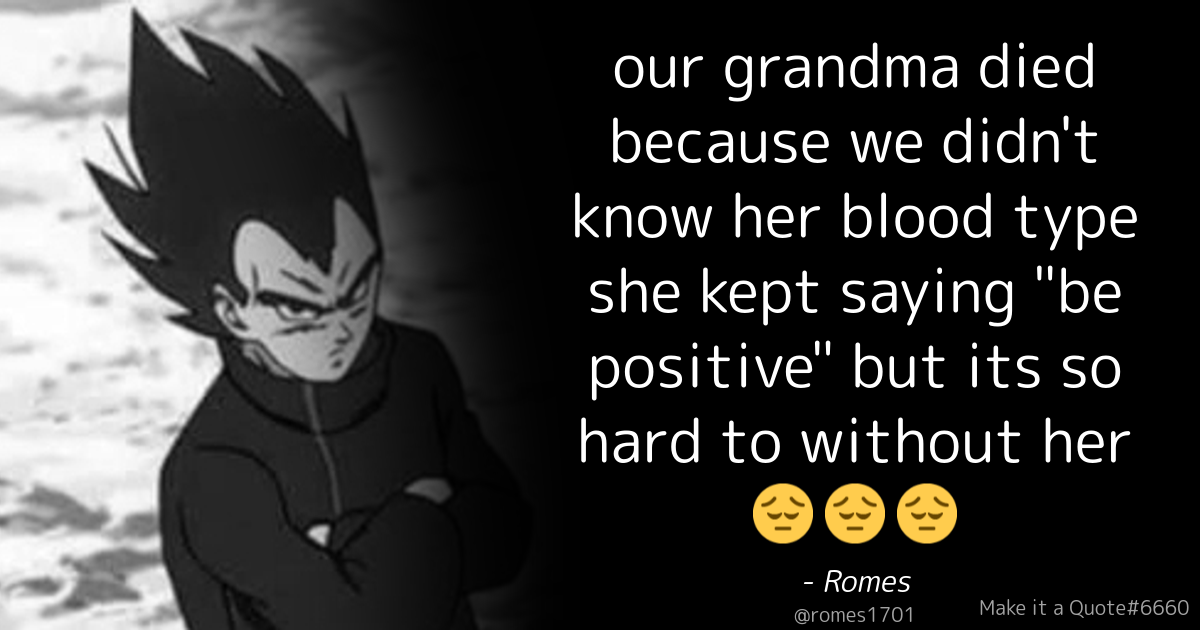 our grandma died
because we didn't
know her blood type
she kept saying "be
positive" but its so
hard to without her
😔😔😔
- Romes
@romes1701
Make it a Quote#6660